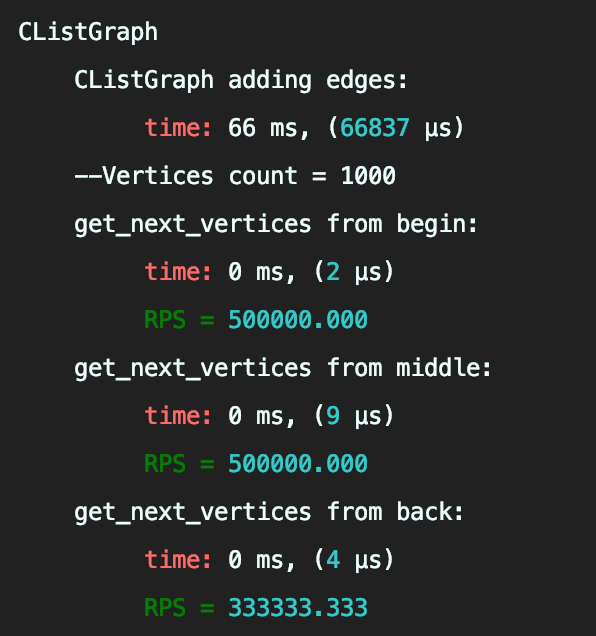 CListGraph
CListGraph adding edges:
time: 66 ms, (66837 µs)
--Vertices count = 1000
get_next_vertices from begin:
time: 0 ms, (2 µs)
RPS = 500000.000
get_next_vertices from middle:
time: 0 ms, (9 µs)
RPS = 500000.000
get_next_vertices from back:
time: 0 ms, (4 µs)
RPS = 333333.333